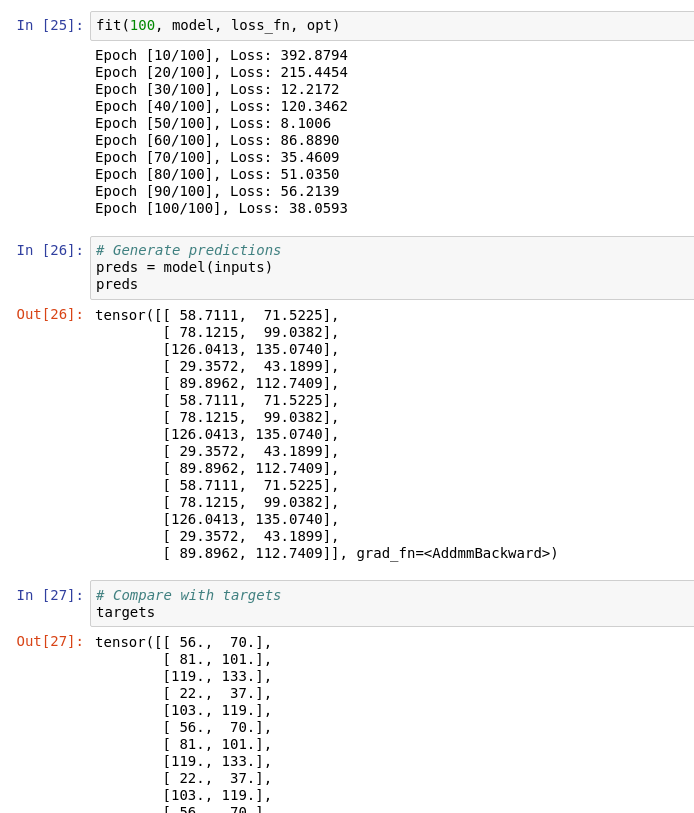 In [25]: fit(100, model, loss_fn, opt)
Epoch [10/100], Loss: 392.8794
Epoch [20/100], Loss: 215.4454
Epoch [30/100], Loss: 12.2172
Epoch [40/100], Loss: 120.3462
Epoch [50/100], Loss: 8.1006
Epoch [60/100], Loss: 86.8890
Epoch [70/100], Loss: 35.4609
Epoch [80/100], Loss: 51.0350
Epoch [90/100], Loss: 56.2139
Epoch [100/100], Loss: 38.0593
In [26]: # Generate predictions
preds = model(inputs)
preds
Out[26]: tensor([[ 58.7111,  71.5225],
[ 78.1215,  99.0382],
[126.0413, 135.0740],
[ 29.3572,  43.1899],
[ 89.8962, 112.7409],
[ 58.7111,  71.5225],
[ 78.1215,  99.0382],
[126.0413, 135.0740],
[ 29.3572,  43.1899],
[ 89.8962, 112.7409],
[ 58.7111,  71.5225],
[ 78.1215,  99.0382],
[126.0413, 135.0740],
[ 29.3572,  43.1899],
[ 89.8962, 112.7409]], grad_fn=<AddmmBackward>)
In [27]: # Compare with targets
targets
Out[27]: tensor([[ 56.,  70.],
[ 81., 101.],
[119., 133.],
[ 22.,  37.],
[103., 119.],
[ 56.,  70.],
[ 81., 101.],
[119., 133.],
[ 22.,  37.],
[103., 119.],
[ 56.,  70.]